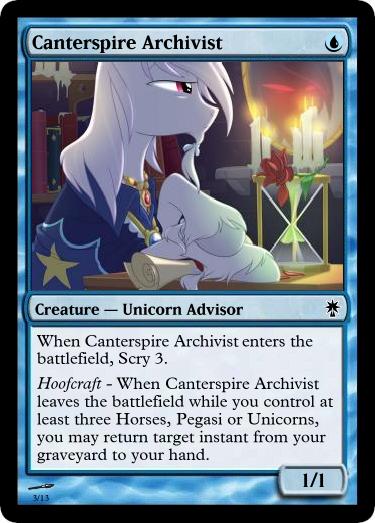 Canterspire Archivist
Creature — Unicorn Advisor
When Canterspire Archivist enters the
battlefield, Scry 3.
Hoofcraft - When Canterspire Archivist
leaves the battlefield while you control at
least three Horses, Pegasi or Unicorns,
you may return target instant from your
graveyard to your hand.
1/1
3/13